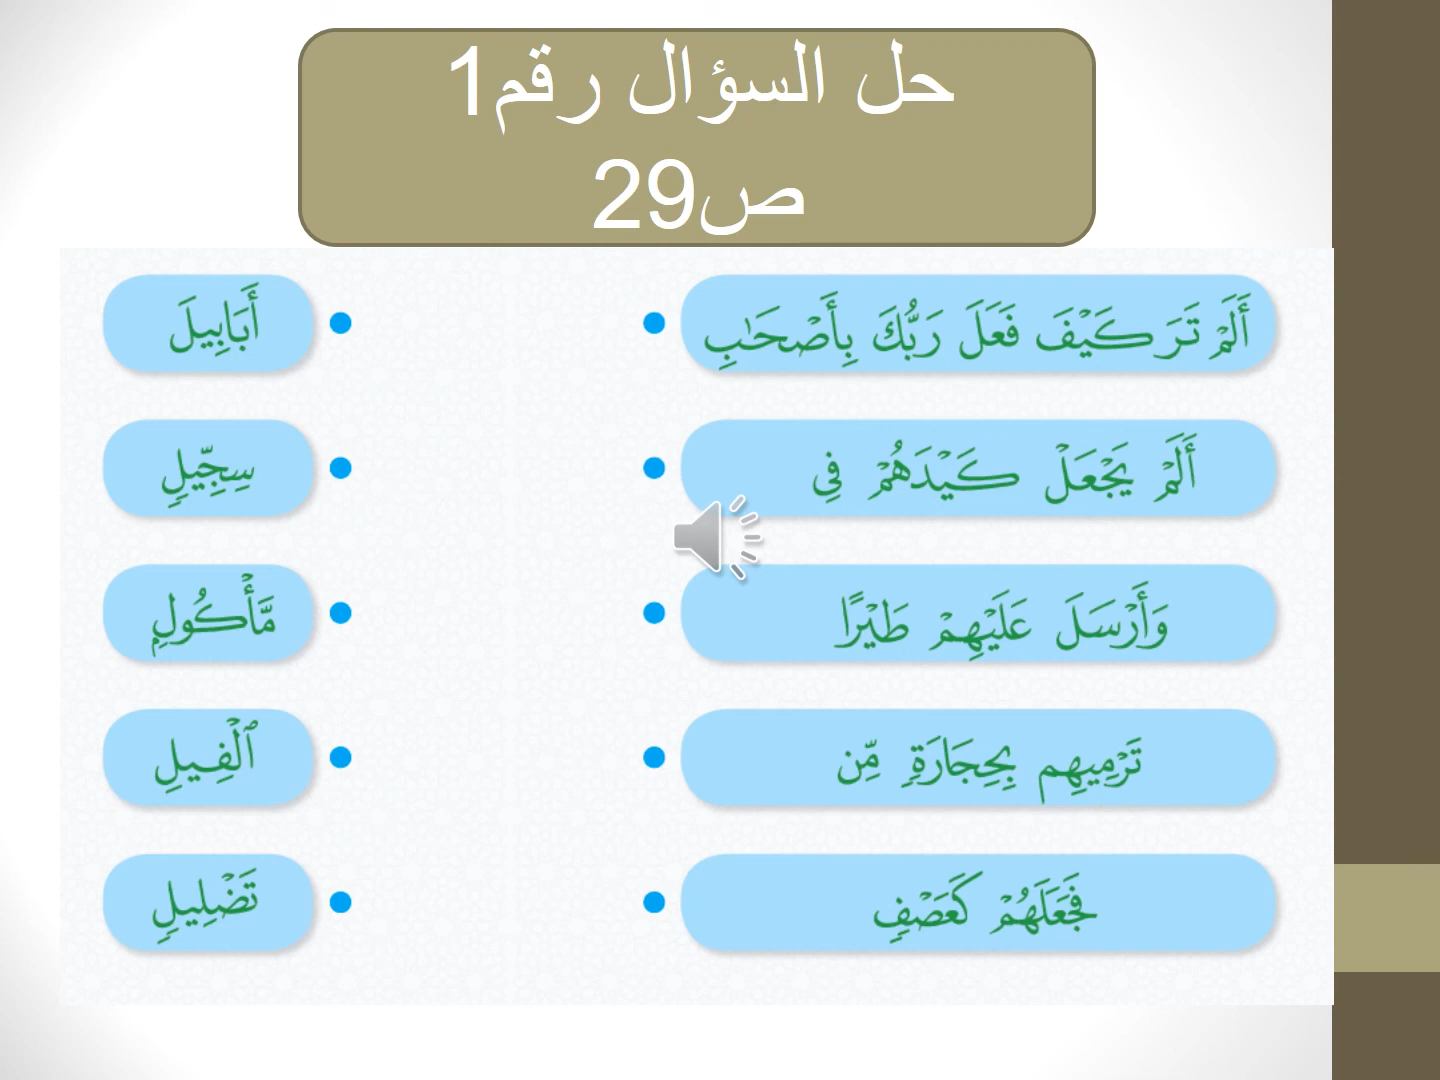 حل السؤال رقم1
ص29
أَلَمْ تَرَ كَيْفَ فَعَلَ رَبُّكَ بِأَصْحَٰبِ
أَبَابِيلَ
أَلَمْ يَجْعَلْ كَيْدَهُمْ فِى
سِجِّيلٍ
وَأَرْسَلَ عَلَيْهِمْ طَيْرًا
مَّأْكُولٍ
تَرْمِيهِم بِحِجَارَةٍ مِّن
ٱلْفِيلِ
فَجَعَلَهُمْ كَعَصْفٍ
تَضْلِيلٍ